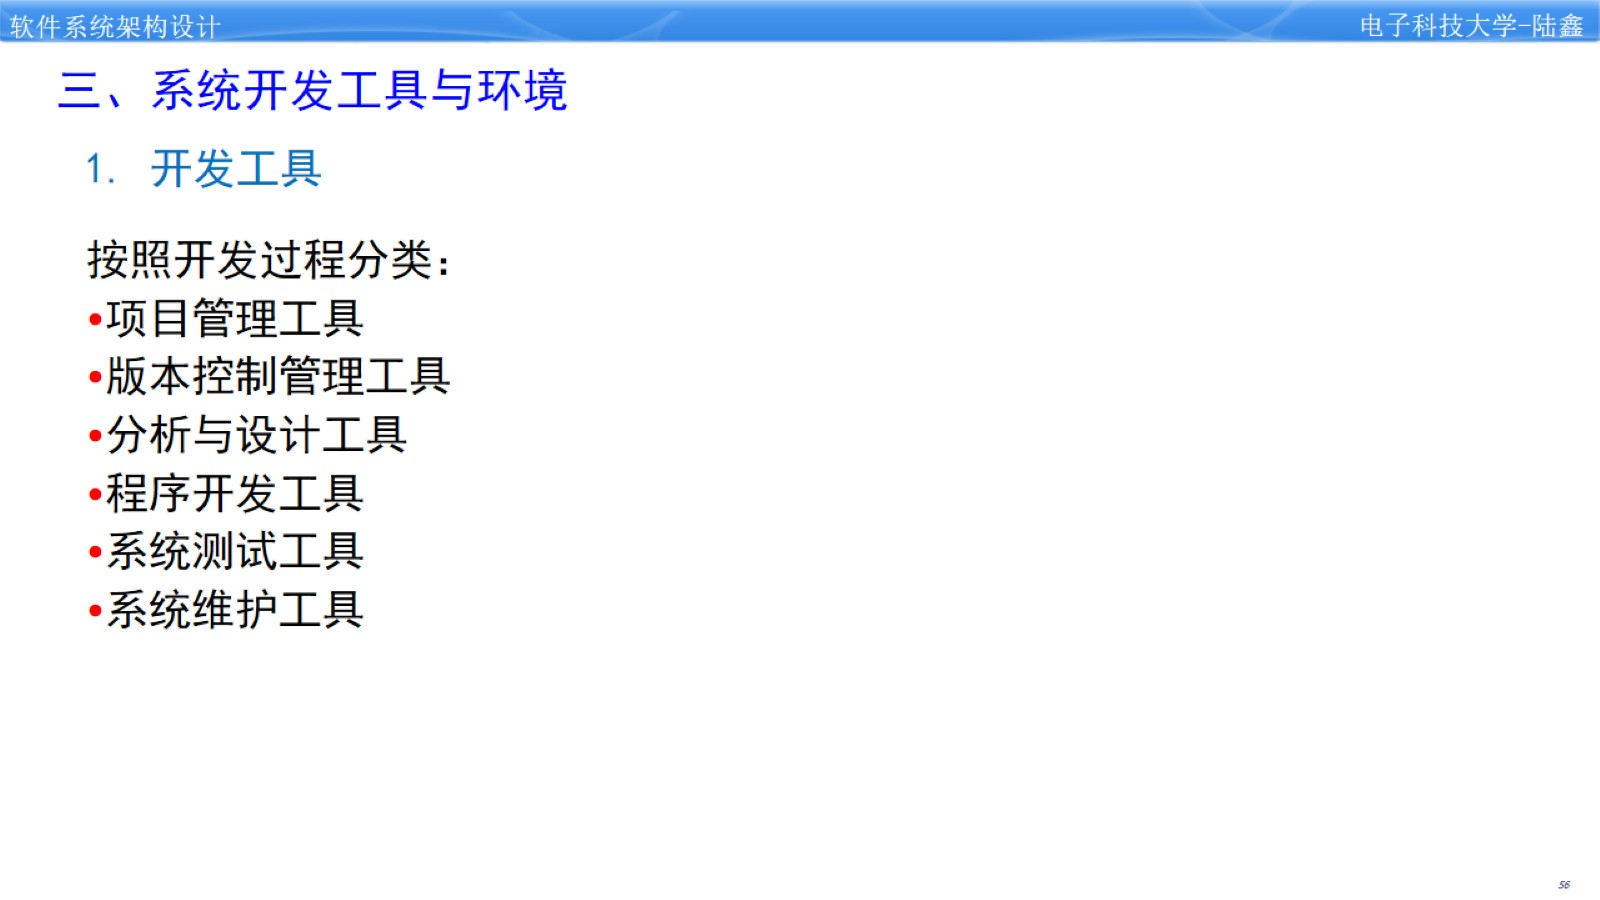 软件系统架构设计
电子科技大学-陆鑫
三、系统开发工具与环境
1. 开发工具
按照开发过程分类：
•项目管理工具
•版本控制管理工具
•分析与设计工具
•程序开发工具
•系统测试工具
•系统维护工具
56